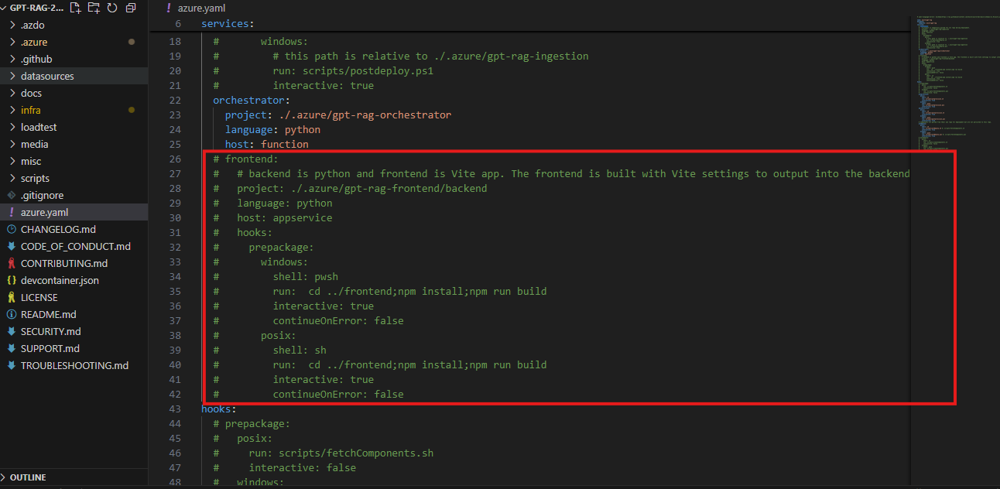 GPT-RAG-2...
.azdo
.azure
.github
datasources
docs
infra
loadtest
media
misc
scripts
.gitignore
! azure.yaml
CHANGELOG.md
CODE_OF_CONDUCT.md
CONTRIBUTING.md
{} devcontainer.json
LICENSE
README.md
SECURITY.md
SUPPORT.md
TROUBLESHOOTING.md
OUTLINE
! azure.yaml
6 services:
18 #       windows:
19 #         # this path is relative to ./.azure/gpt-rag-ingestion
20 #         run: scripts/postdeploy.ps1
21 #         interactive: true
22   orchestrator:
23     project: ./.azure/gpt-rag-orchestrator
24     language: python
25     host: function
26   # frontend:
27   #   # backend is python and frontend is Vite app. The frontend is built with Vite settings to output into the backend
28   #   project: ./.azure/gpt-rag-frontend/backend
29   #   language: python
30   #   host: appservice
31   #   hooks:
32   #     prepackage:
33   #       windows:
34   #         shell: pwsh
35   #         run:  cd ../frontend;npm install;npm run build
36   #         interactive: true
37   #         continueOnError: false
38   #       posix:
39   #         shell: sh
40   #         run:  cd ../frontend;npm install;npm run build
41   #         interactive: true
42   #         continueOnError: false
43 hooks:
44   # prepackage:
45   #   posix:
46   #     run: scripts/fetchComponents.sh
47   #     interactive: false
48   #   windows: